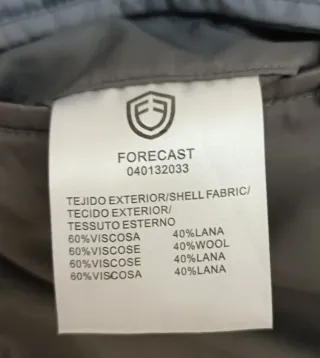 FORECAST
040132033
TEJIDO EXTERIOR/SHELL FABRIC/
TECIDO EXTERIOR/
TESSUTO ESTERNO
60%VISCOSA 40%LANA
60%VISCOSE 40%WOOL
60%VISCOSE 40%LANA
60%VISCOSA 40%LANA